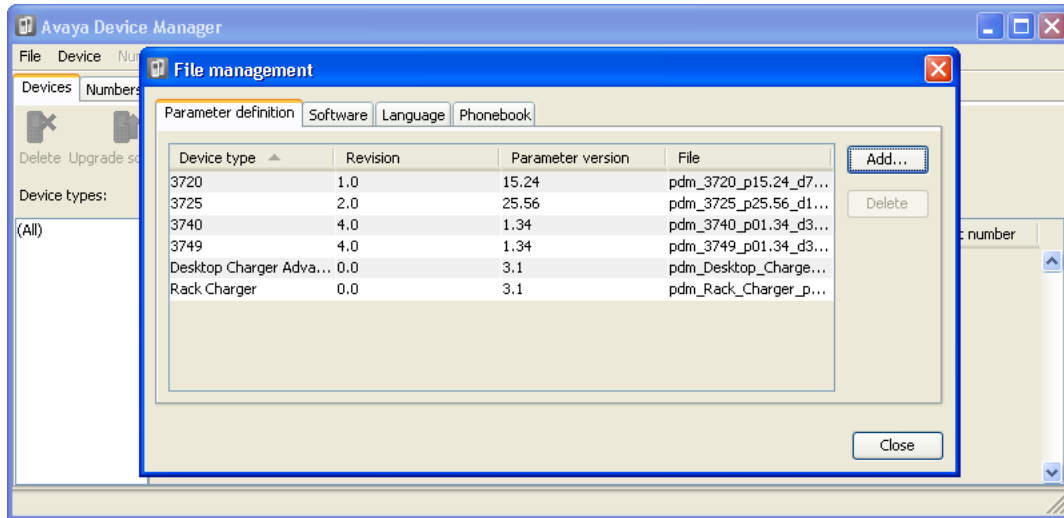 Avaya Device Manager
File Device
File management
Devices Numbers
Parameter definition Software Language Phonebook
Delete Upgrade
Device types:
(All)
Device type Revision Parameter version File
3720 1.0 15.24 pdm_3720_p15.24_d7...
3725 2.0 25.56 pdm_3725_p25.56_d1...
3740 4.0 1.34 pdm_3740_p01.34_d3...
3749 4.0 1.34 pdm_3749_p01.34_d3...
Desktop Charger Adva... 0.0 3.1 pdm_Desktop_Charge...
Rack Charger 0.0 3.1 pdm_Rack_Charger_p...
Add...
Delete
number
Close